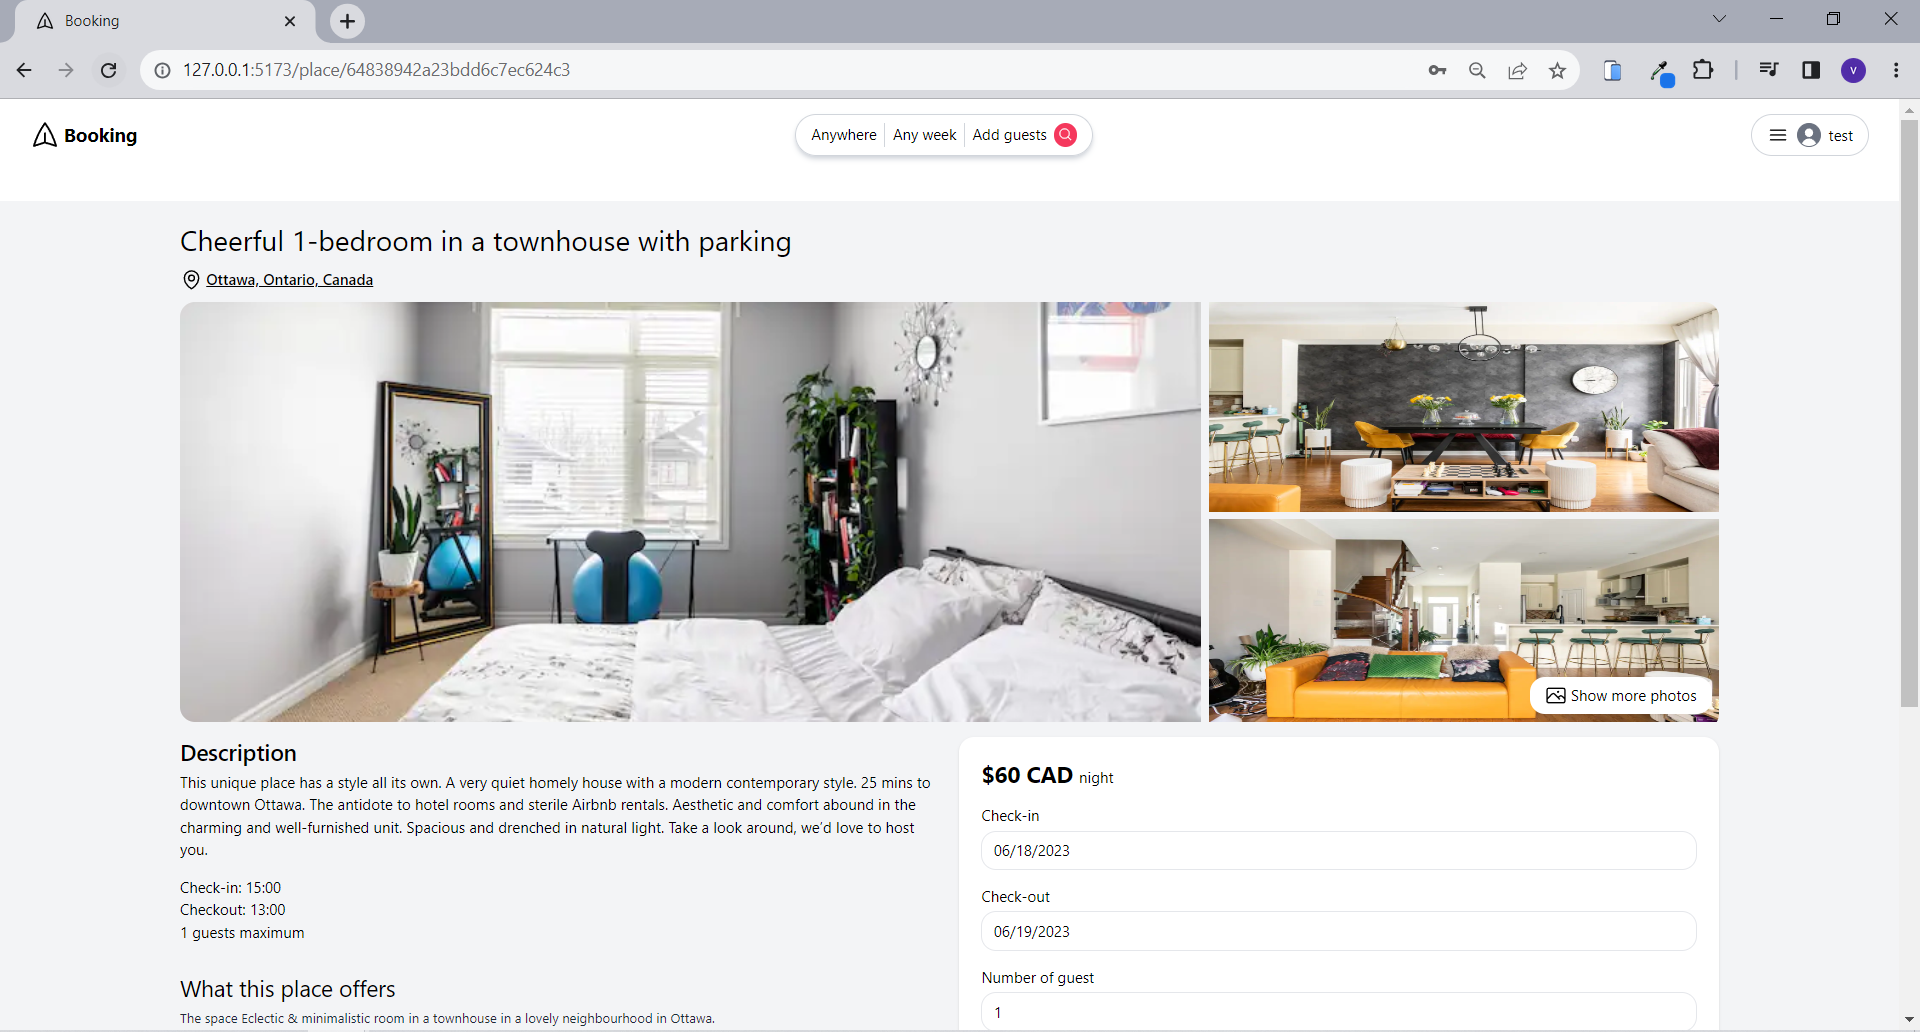 Booking
127.0.0.1:5173/place/64838942a23bdd6c7ec624c3
v
Booking
Anywhere Any week Add guests
test
Cheerful 1-bedroom in a townhouse with parking
Ottawa, Ontario, Canada
Show more photos
Description
This unique place has a style all its own. A very quiet homely house with a modern contemporary style. 25 mins to
downtown Ottawa. The antidote to hotel rooms and sterile Airbnb rentals. Aesthetic and comfort abound in the
charming and well-furnished unit. Spacious and drenched in natural light. Take a look around, we’d love to host
you.
Check-in: 15:00
Checkout: 13:00
1 guests maximum
What this place offers
The space Eclectic & minimalistic room in a townhouse in a lovely neighbourhood in Ottawa.
$60 CAD night
Check-in
06/18/2023
Check-out
06/19/2023
Number of guest
1